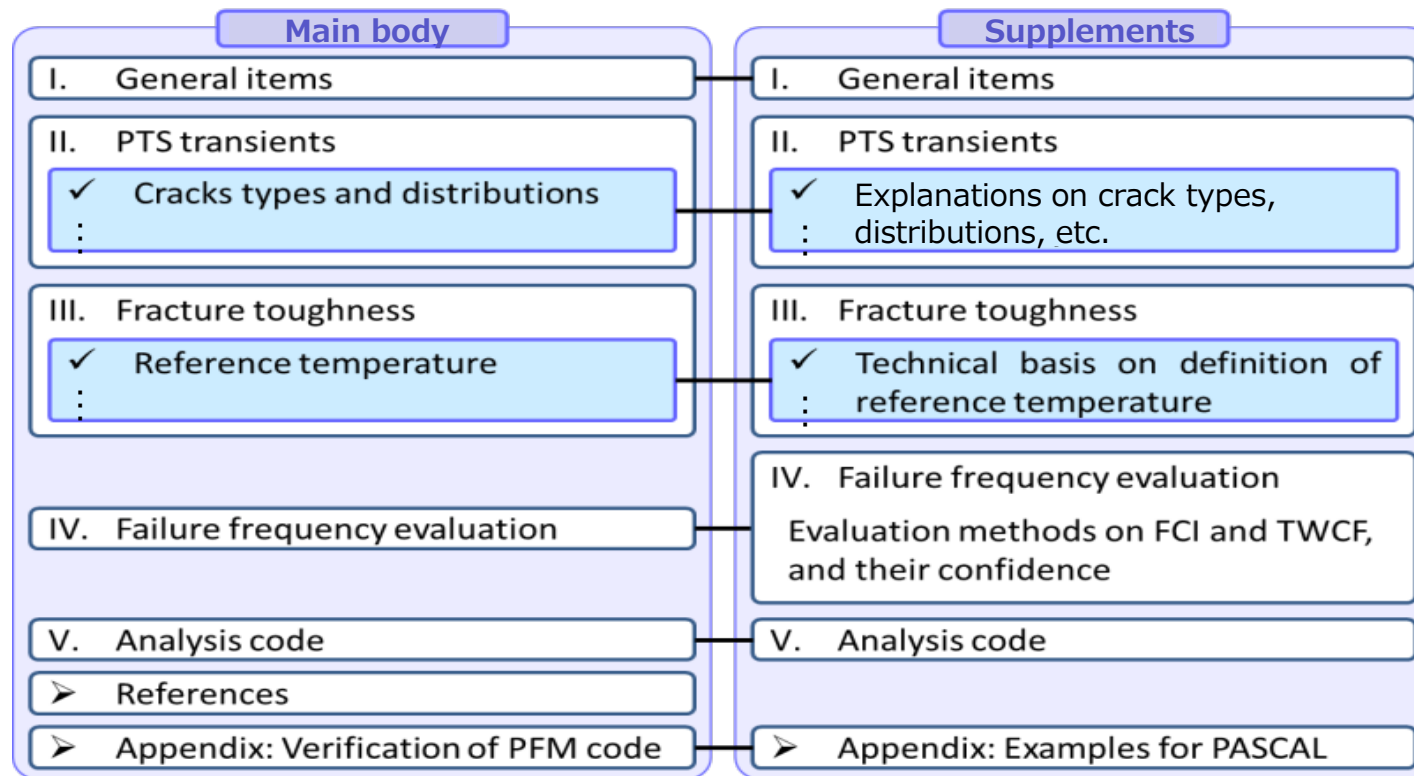 Main body
I. General items
II. PTS transients
✓ Cracks types and distributions
⋮
III. Fracture toughness
✓ Reference temperature
⋮
IV. Failure frequency evaluation
V. Analysis code
➢ References
➢ Appendix: Verification of PFM code
Supplements
I. General items
II. PTS transients
✓ Explanations on crack types,
⋮ distributions, etc.
III. Fracture toughness
✓ Technical basis on definition of
⋮ reference temperature
IV. Failure frequency evaluation
Evaluation methods on FCI and TWCF,
and their confidence
V. Analysis code
➢ Appendix: Examples for PASCAL